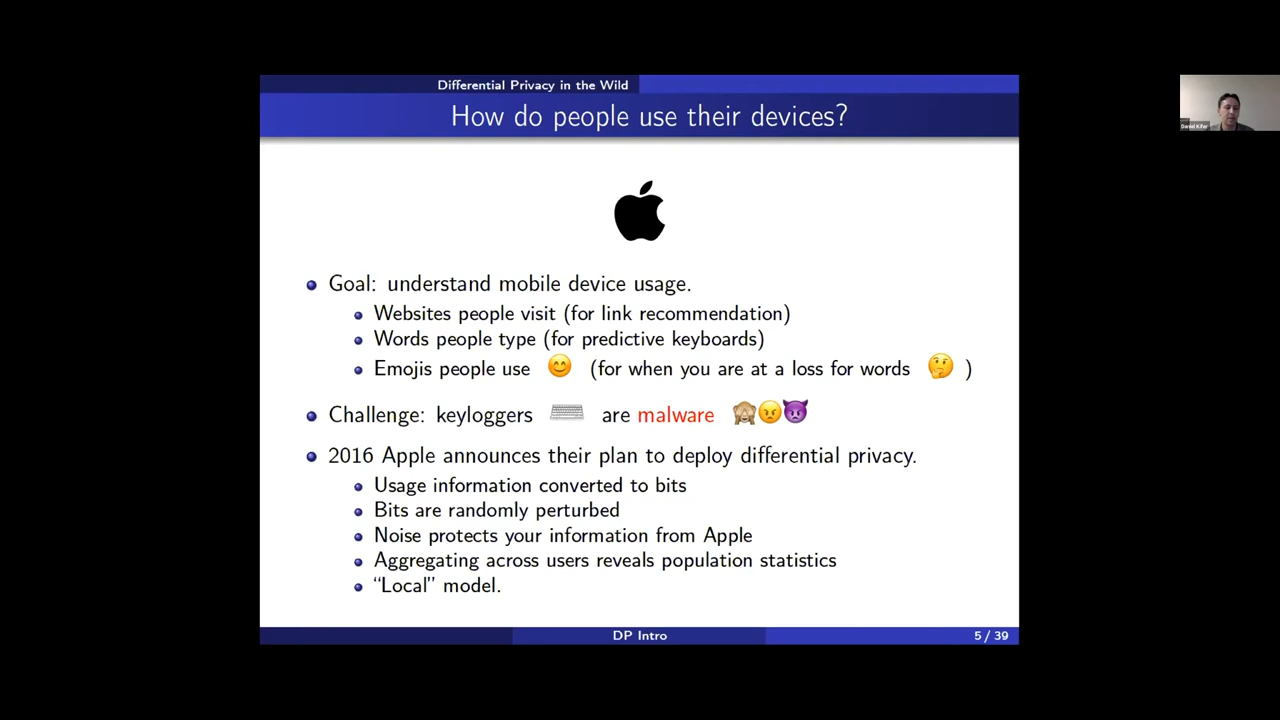 Differential Privacy in the Wild
How do people use their devices?
Goal: understand mobile device usage.
Websites people visit (for link recommendation)
Words people type (for predictive keyboards)
Emojis people use 😊 (for when you are at a loss for words 🤔 )
Challenge: keyloggers ⌨ are malware 🙈😠😈
2016 Apple announces their plan to deploy differential privacy.
Usage information converted to bits
Bits are randomly perturbed
Noise protects your information from Apple
Aggregating across users reveals population statistics
“Local” model.
DP Intro
5 / 39
Daniel Kifer